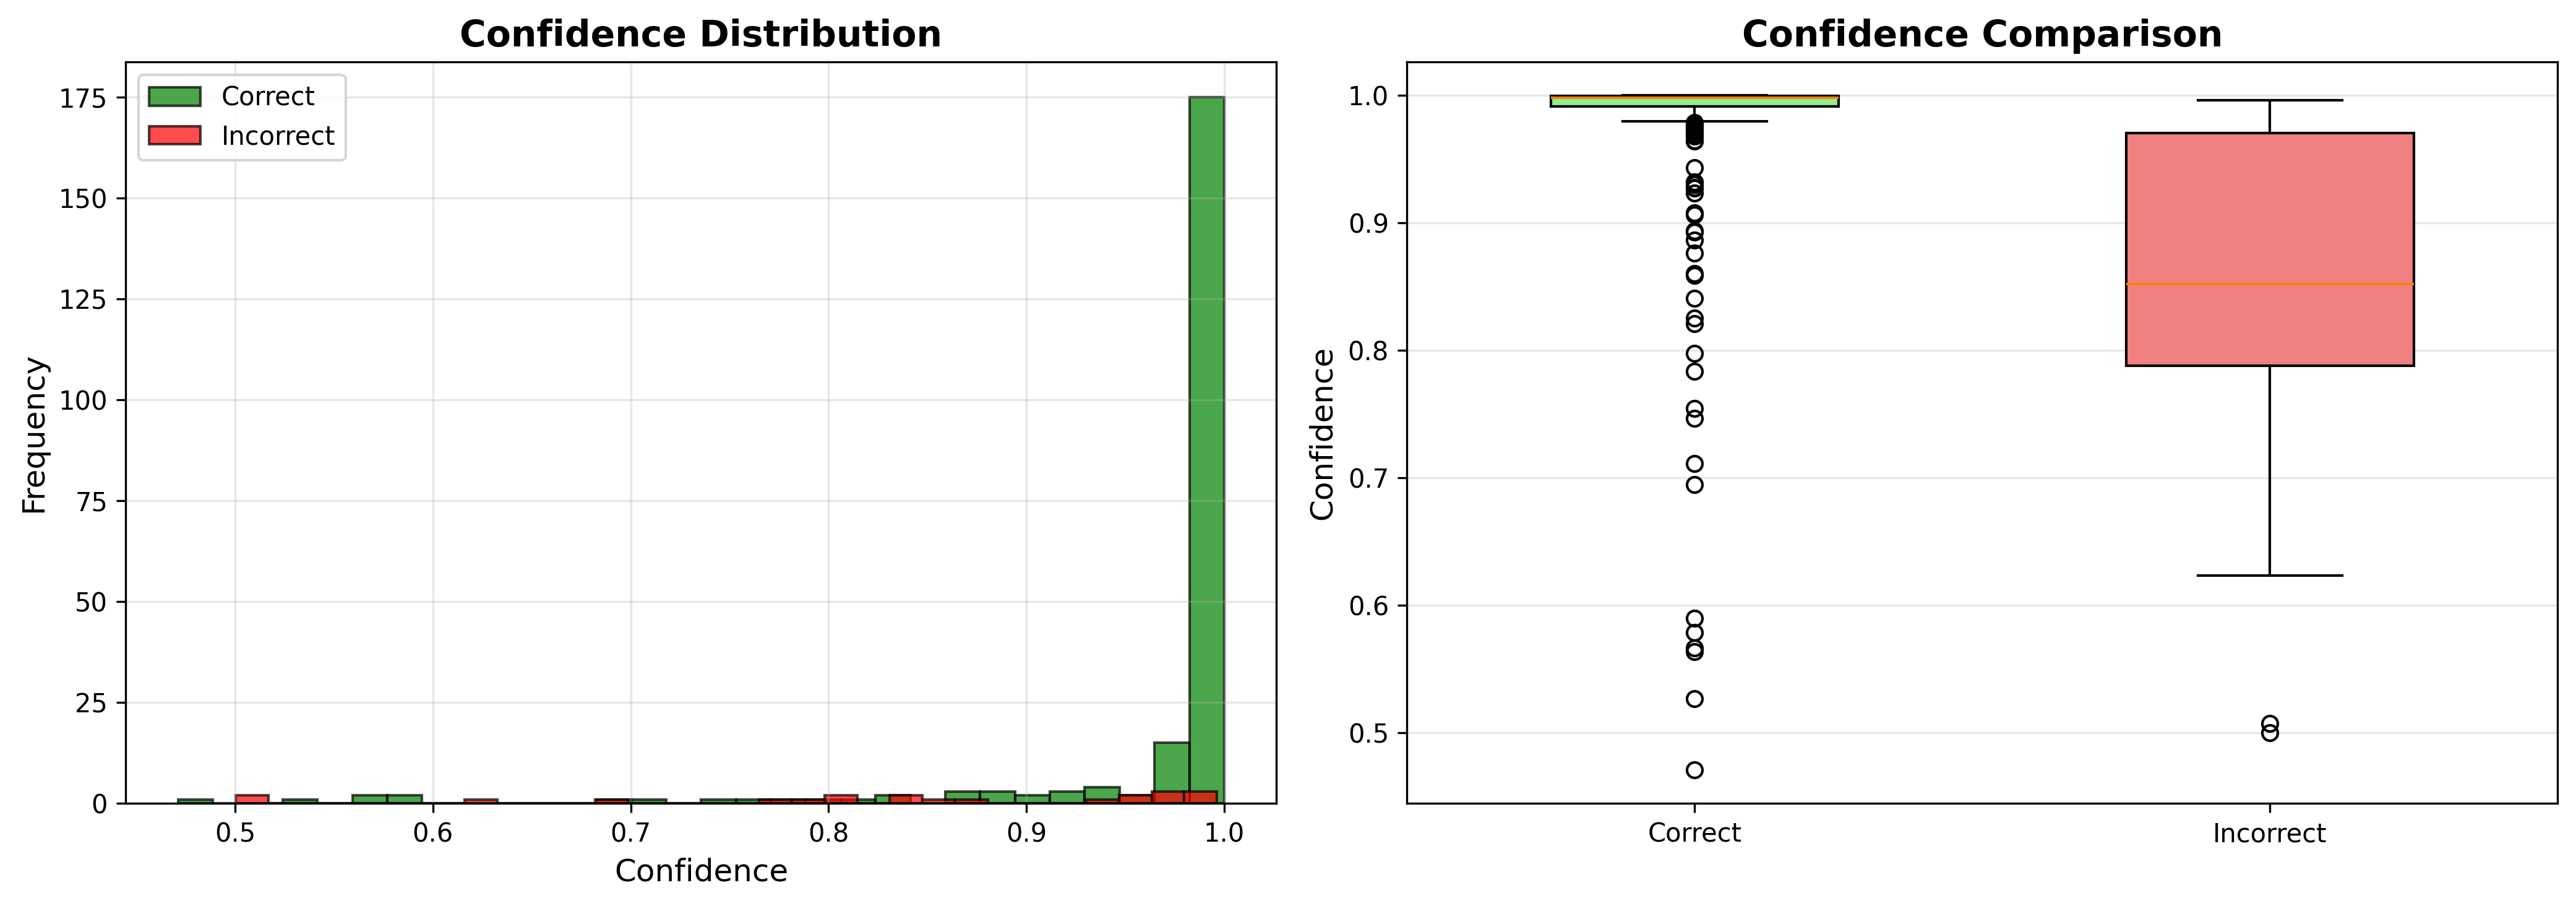 Confidence Distribution
Correct
Incorrect
Frequency
175
150
125
100
75
50
25
0
0.5 0.6 0.7 0.8 0.9 1.0
Confidence
Confidence Comparison
Confidence
1.0
0.9
0.8
0.7
0.6
0.5
Correct Incorrect